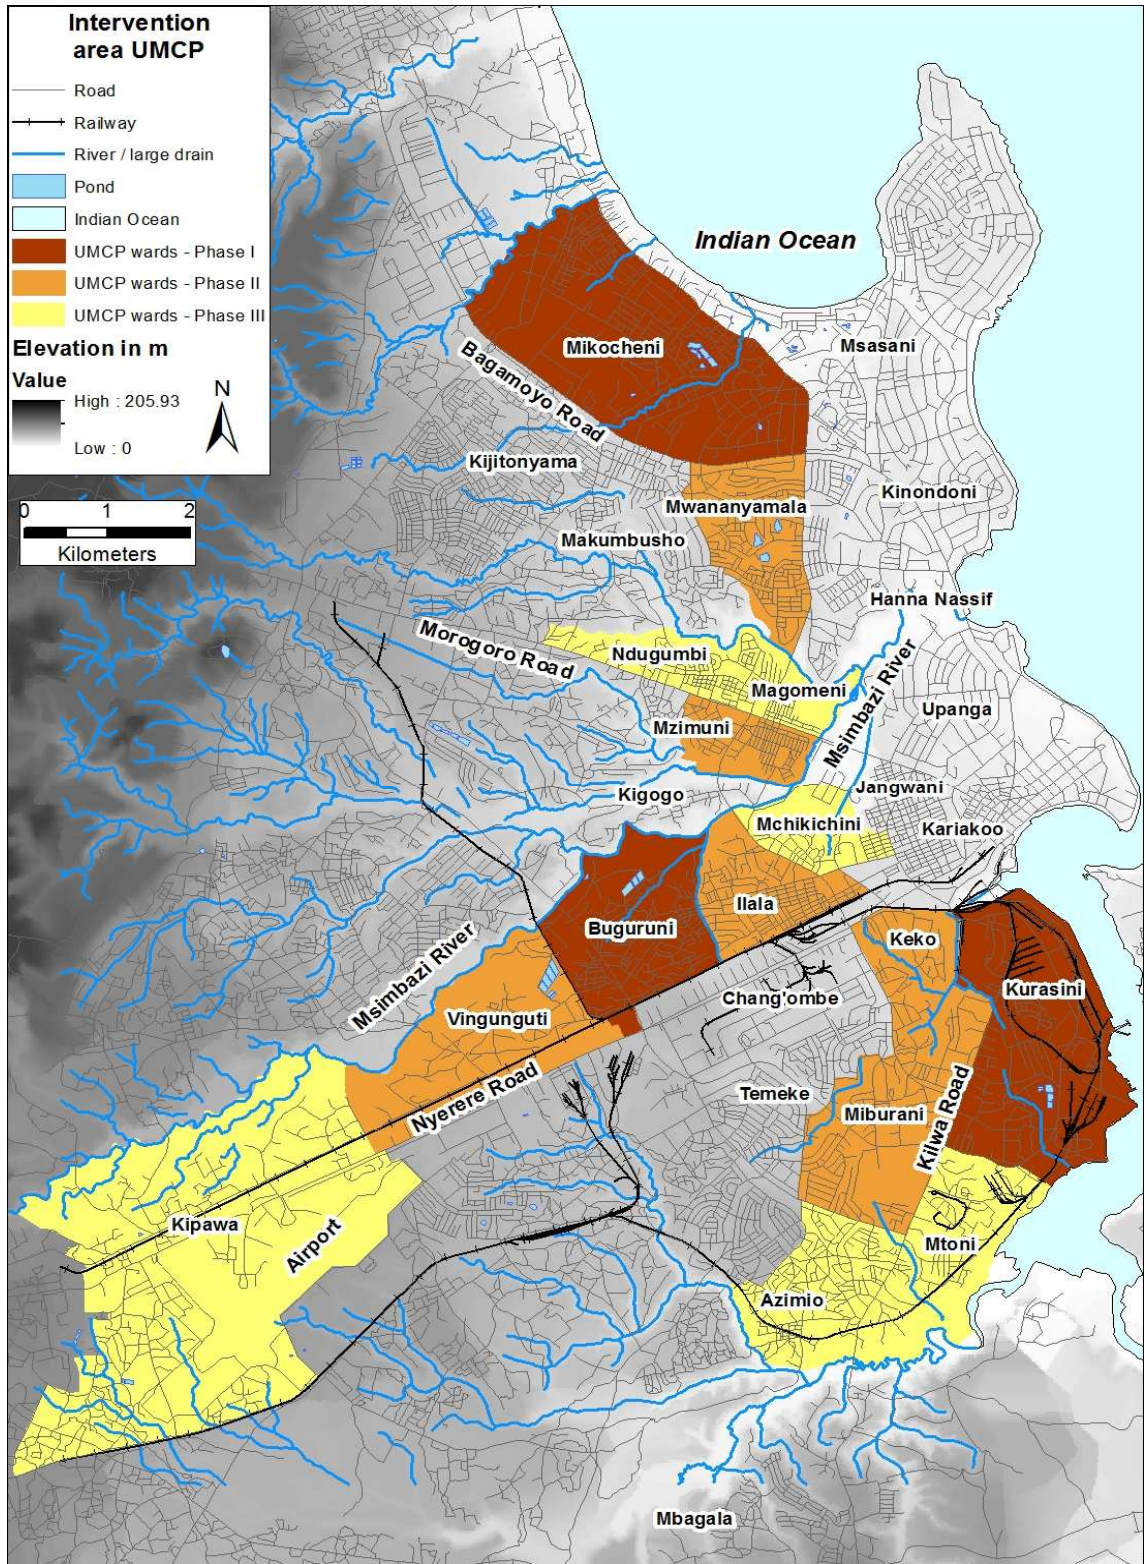 Intervention
area UMCP
Road
Railway
River / large drain
Pond
Indian Ocean
UMCP wards - Phase I
UMCP wards - Phase II
UMCP wards - Phase III
Elevation in m
Value
High : 205.93
Low : 0
N
0 1 2
Kilometers
Indian Ocean
Mikocheni
Msasani
Bagamoyo Road
Kijitonyama
Kinondoni
Mwananyamala
Makumbusho
Hanna Nassif
Morogoro Road
Ndugumbi
Magomeni
Msimbazi River
Upanga
Mzimuni
Jangwani
Kigogo
Mchikichini
Kariakoo
Ilala
Buguruni
Keko
Msimbazi River
Kurasini
Chang'ombe
Vingunguti
Nyerere Road
Temeke
Miburani
Kilwa Road
Kipawa
Airport
Mtoni
Azimio
Mbagala